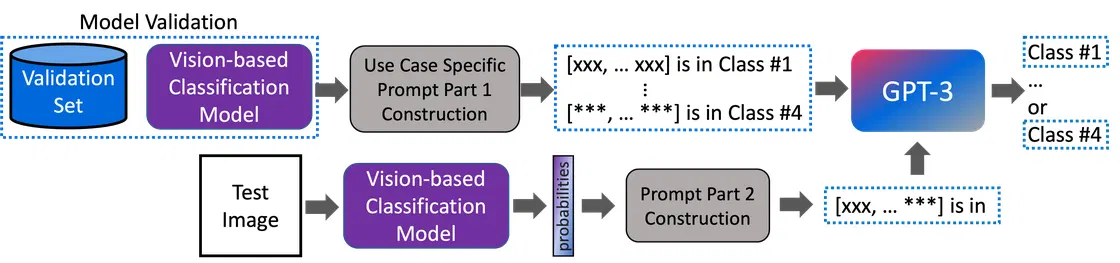 Model Validation
Validation
Set
Vision-based
Classification
Model
Use Case Specific
Prompt Part 1
Construction
[xxx, ... xxx] is in Class #1
⋮
[***, ... ***] is in Class #4
GPT-3
Class #1
...
or
Class #4
Test
Image
Vision-based
Classification
Model
probabilities
Prompt Part 2
Construction
[xxx, ... ***] is in